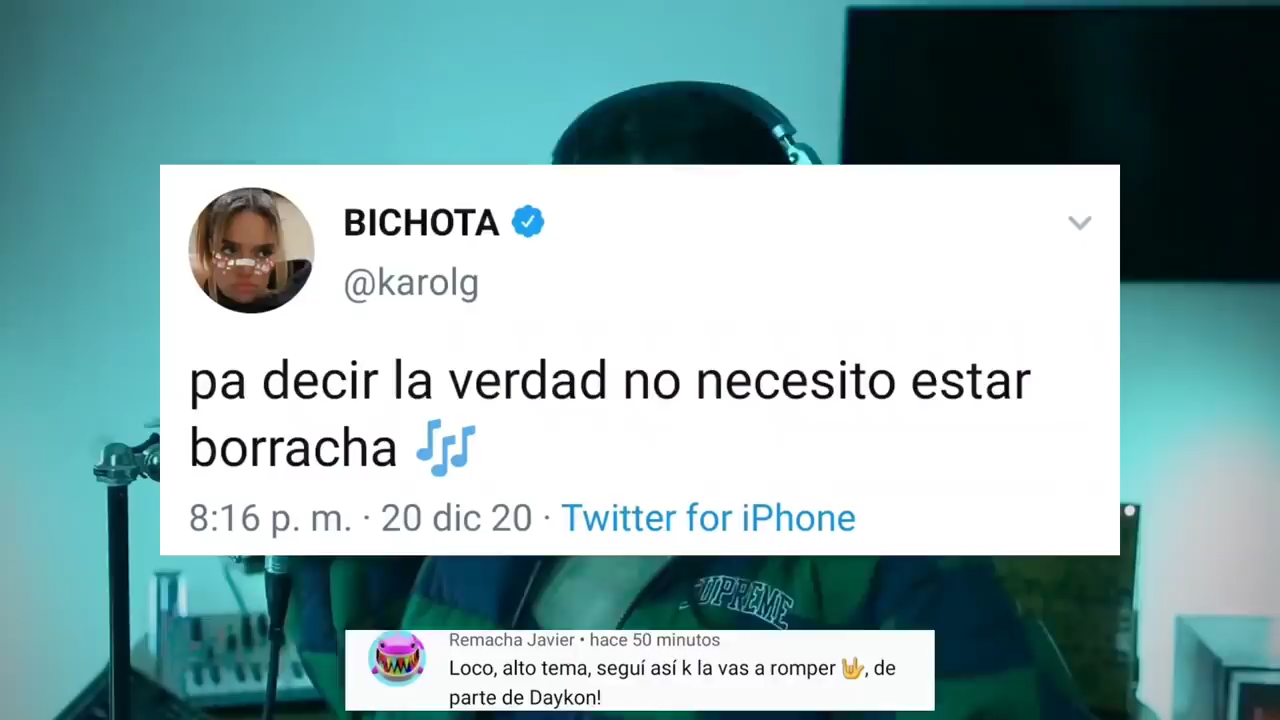 BICHOTA
@karolg
pa decir la verdad no necesito estar
borracha 🎶
8:16 p. m. · 20 dic 20 · Twitter for iPhone
SUPREME
Remacha Javier • hace 50 minutos
Loco, alto tema, seguí así k la vas a romper 🤟, de
parte de Daykon!